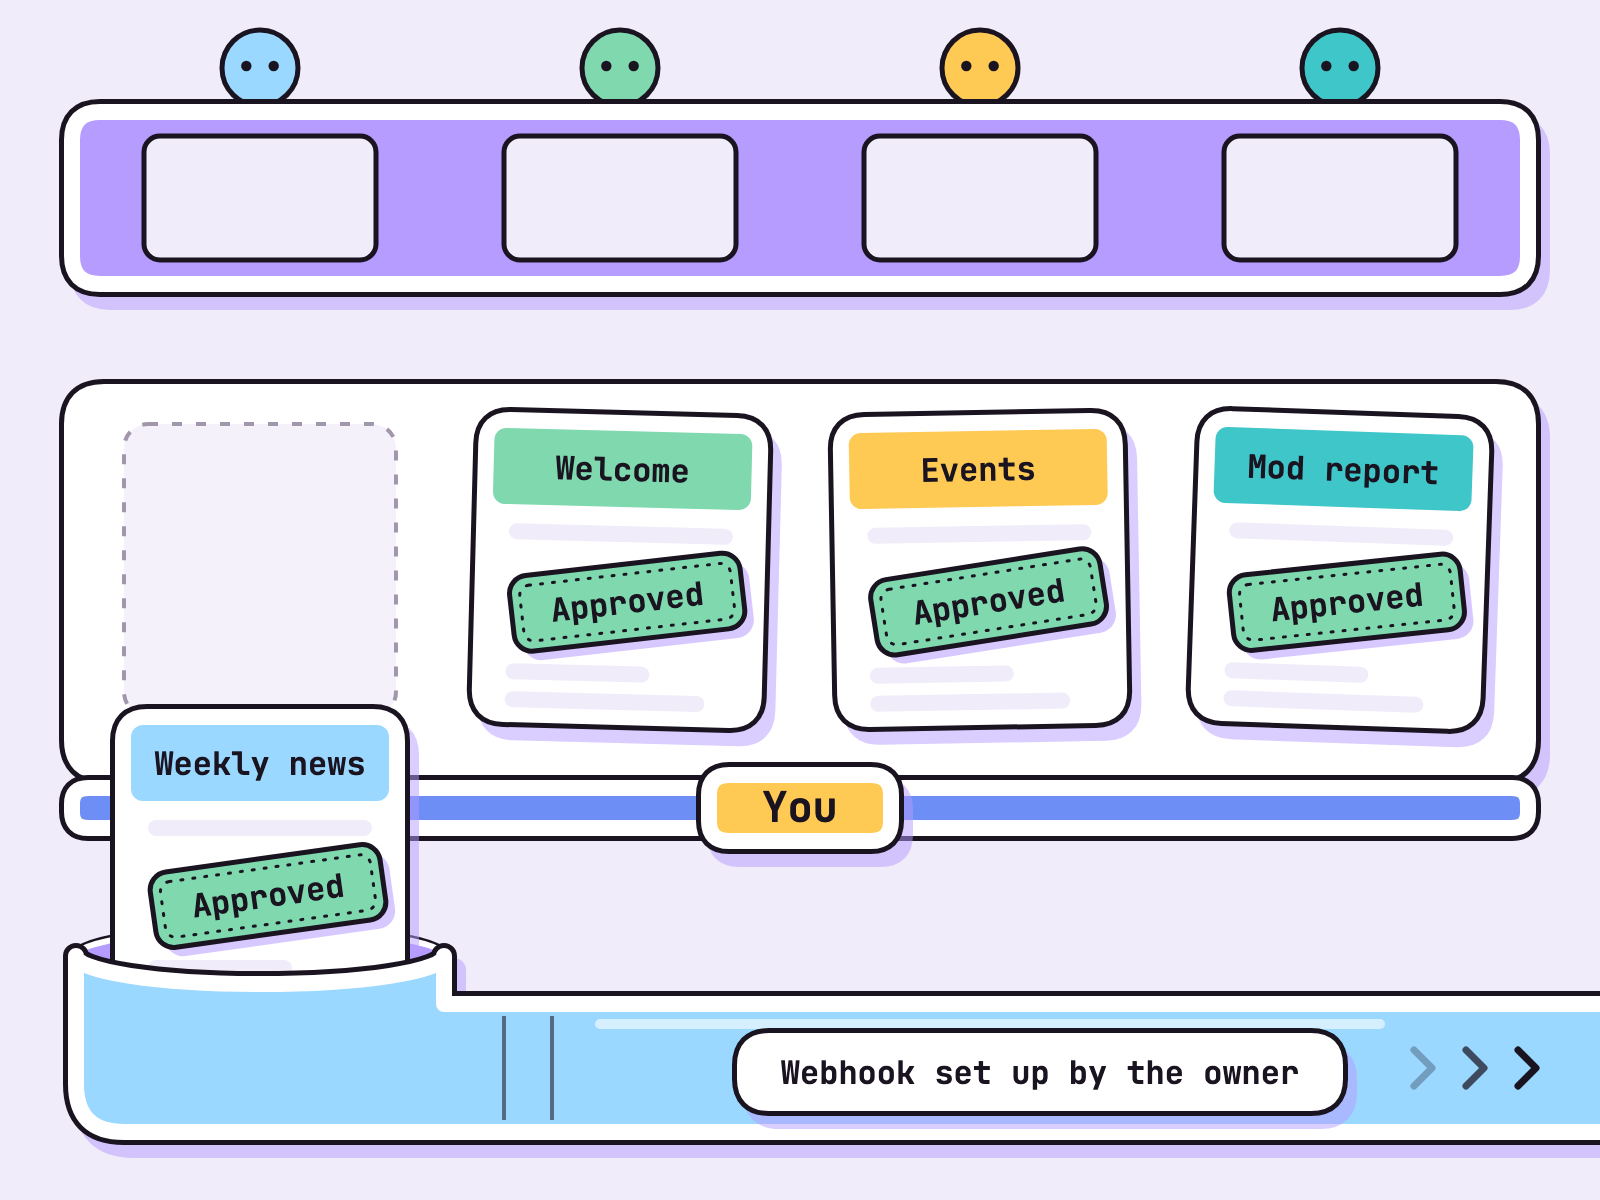 Welcome
Approved
Events
Approved
Mod report
Approved
Weekly news
Approved
You
Webhook set up by the owner